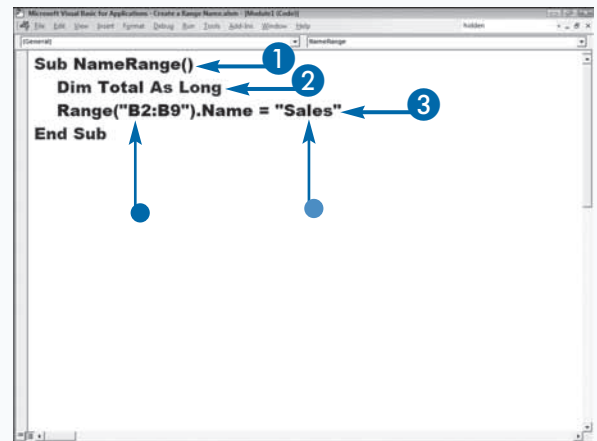 Microsoft Visual Basic for Applications - Create a Range Name.xlsm - [Module1 (Code)]
File Edit View Insert Format Debug Run Tools Add-Ins Window Help holden
(General) NameRange
Sub NameRange() 1
Dim Total As Long 2
Range("B2:B9").Name = "Sales" 3
End Sub